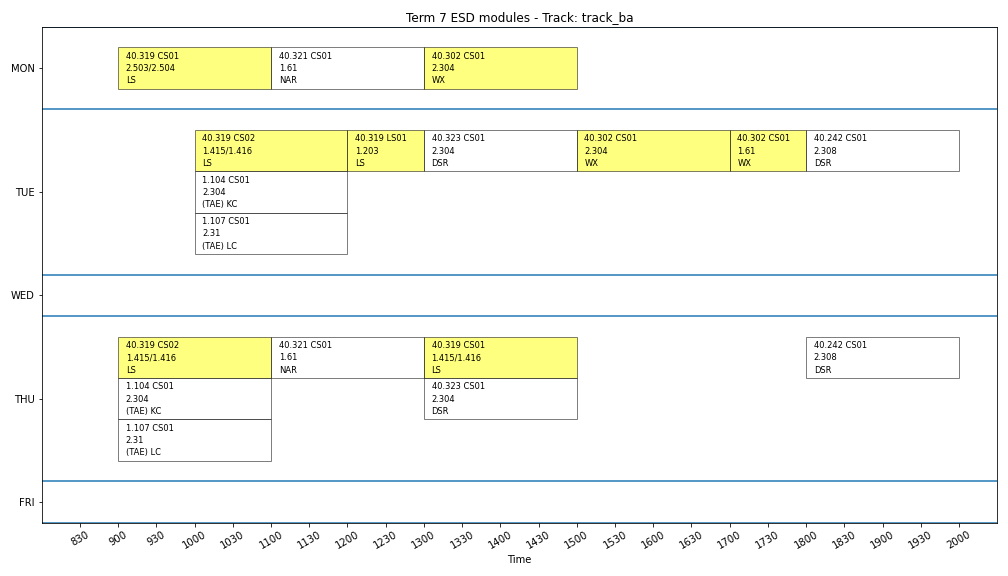 Term 7 ESD modules - Track: track_ba
MON
40.319 CS01
2.503/2.504
LS
40.321 CS01
1.61
NAR
40.302 CS01
2.304
WX
TUE
40.319 CS02
1.415/1.416
LS
40.319 LS01
1.203
LS
40.323 CS01
2.304
DSR
40.302 CS01
2.304
WX
40.302 CS01
1.61
WX
40.242 CS01
2.308
DSR
1.104 CS01
2.304
(TAE) KC
1.107 CS01
2.31
(TAE) LC
WED
THU
40.319 CS02
1.415/1.416
LS
40.321 CS01
1.61
NAR
40.319 CS01
1.415/1.416
LS
40.242 CS01
2.308
DSR
1.104 CS01
2.304
(TAE) KC
40.323 CS01
2.304
DSR
1.107 CS01
2.31
(TAE) LC
FRI
830 900 930 1000 1030 1100 1130 1200 1230 1300 1330 1400 1430 1500 1530 1600 1630 1700 1730 1800 1830 1900 1930 2000
Time